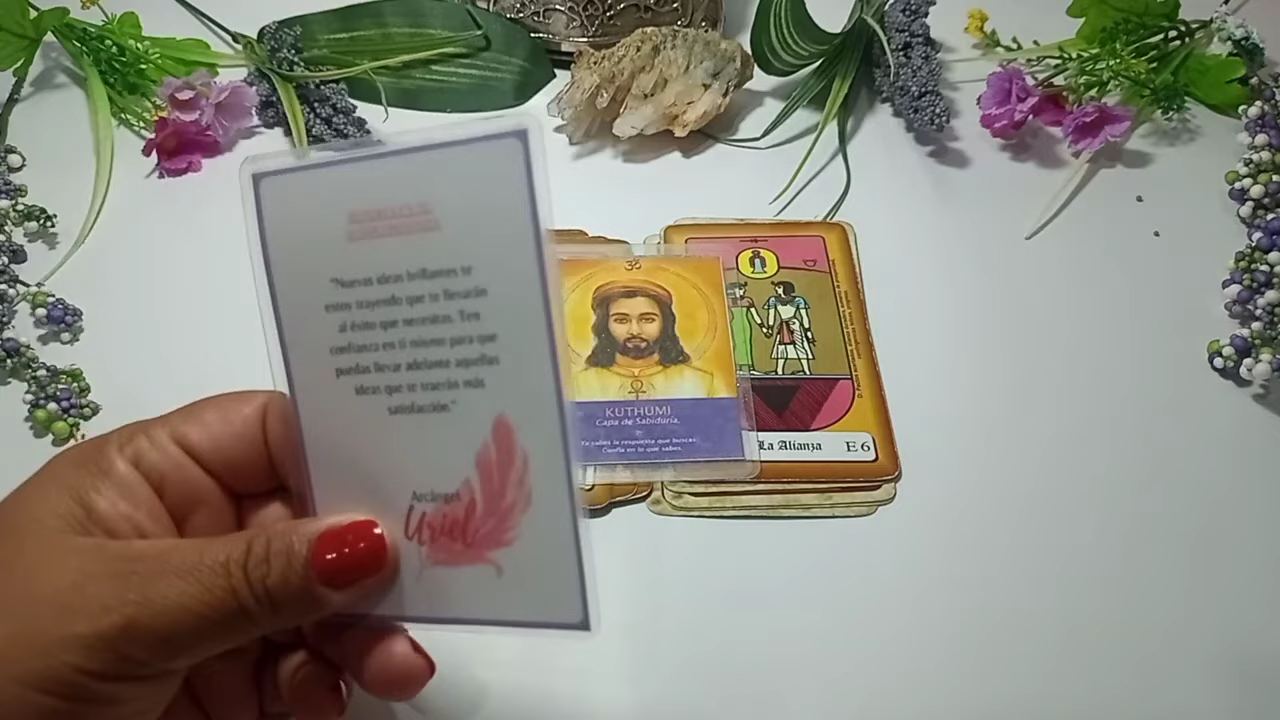 "Nuevas ideas brillantes te
estoy trayendo que te llevarán
al éxito que necesitas. Ten
confianza en ti mismo para que
puedas llevar adelante aquellas
ideas que te traerán más
satisfacción."
Arcángel
Uriel
KUTHUMI
Capa de Sabiduría.
Ya sabes la respuesta que buscas.
Confía en lo que sabes.
La Alianza E 6